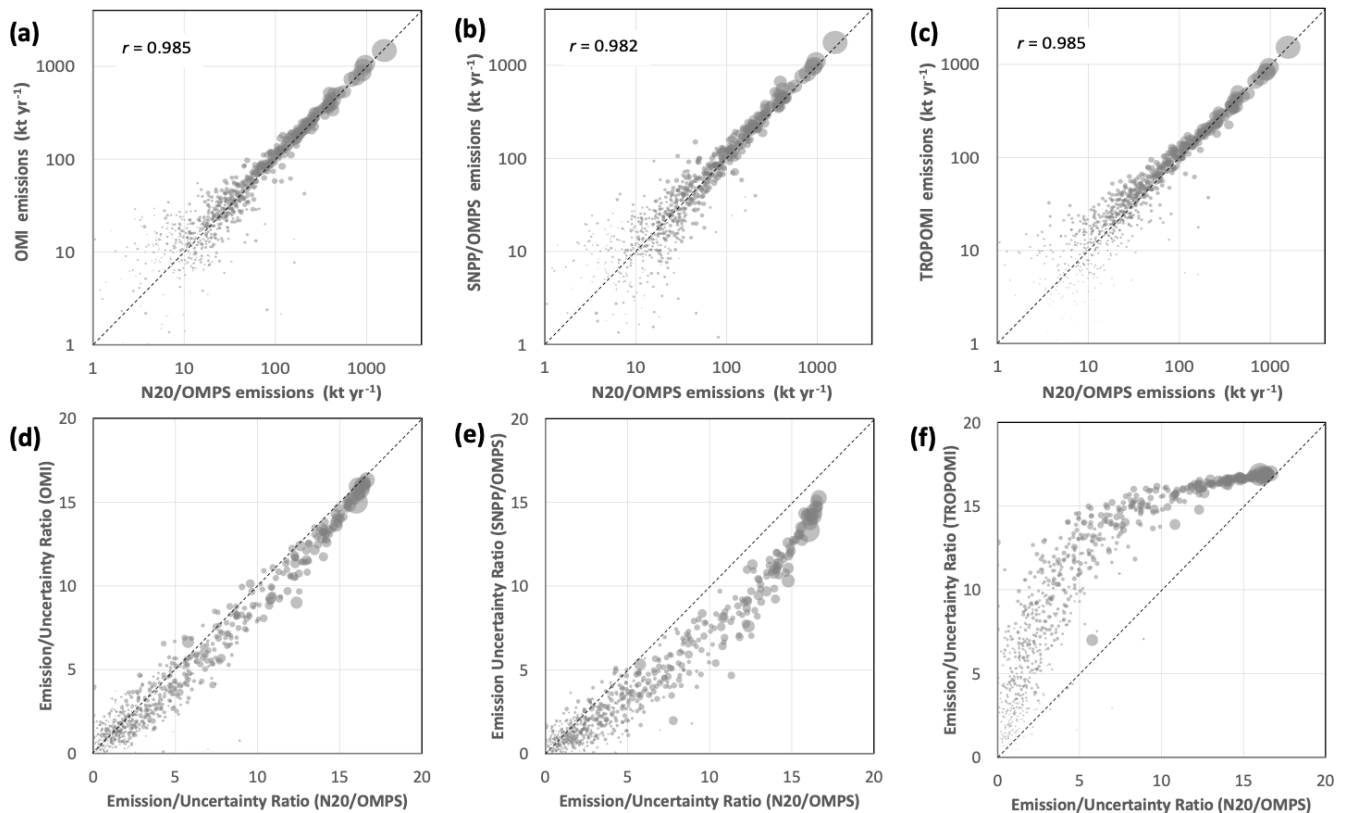 (a)
r = 0.985
OMI emissions (kt yr⁻¹)
1000
100
10
1
1
10
100
1000
N20/OMPS emissions (kt yr⁻¹)
(b)
r = 0.982
SNPP/OMPS emissions (kt yr⁻¹)
1000
100
10
1
1
10
100
1000
N20/OMPS emissions (kt yr⁻¹)
(c)
r = 0.985
TROPOMI emissions (kt yr⁻¹)
1000
100
10
1
1
10
100
1000
N20/OMPS emissions (kt yr⁻¹)
(d)
Emission/Uncertainty Ratio (OMI)
20
15
10
5
0
0
5
10
15
20
Emission/Uncertainty Ratio (N20/OMPS)
(e)
Emission Uncertainty Ratio (SNPP/OMPS)
20
15
10
5
0
0
5
10
15
20
Emission/Uncertainty Ratio (N20/OMPS)
(f)
Emission/Uncertainty Ratio (TROPOMI)
20
15
10
5
0
0
5
10
15
20
Emission/Uncertainty Ratio (N20/OMPS)